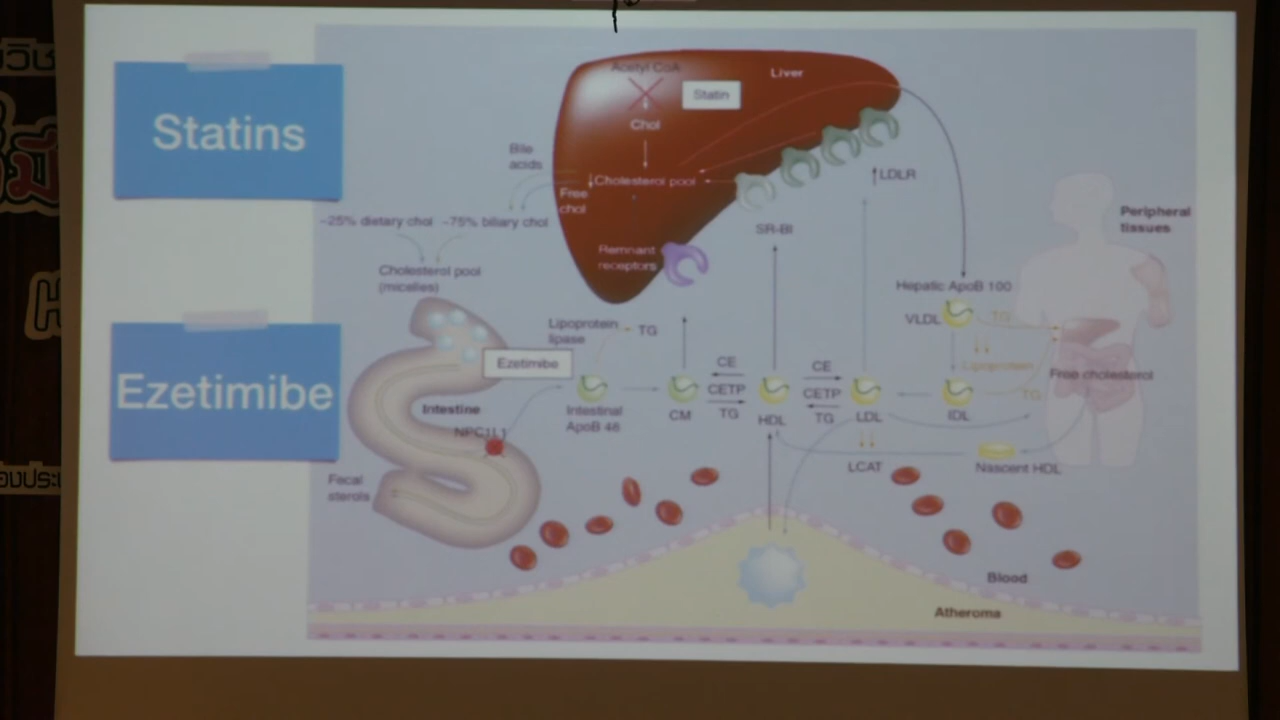 Statins
Ezetimibe
Acetyl CoA
Liver
Statin
Chol
Bile
acids
↓Cholesterol pool
Free
chol
↑LDLR
~25% dietary chol
~75% biliary chol
SR-BI
Peripheral
tissues
Remnant
receptors
Cholesterol pool
(micelles)
Hepatic ApoB 100
VLDL
TG
Lipoprotein
lipase
TG
Lipoprotein
Ezetimibe
CE
CE
Free cholesterol
CETP
CETP
TG
Intestine
Intestinal
ApoB 48
CM
TG
HDL
TG
LDL
IDL
NPC1L1
LCAT
Nascent HDL
Fecal
sterols
Blood
Atheroma